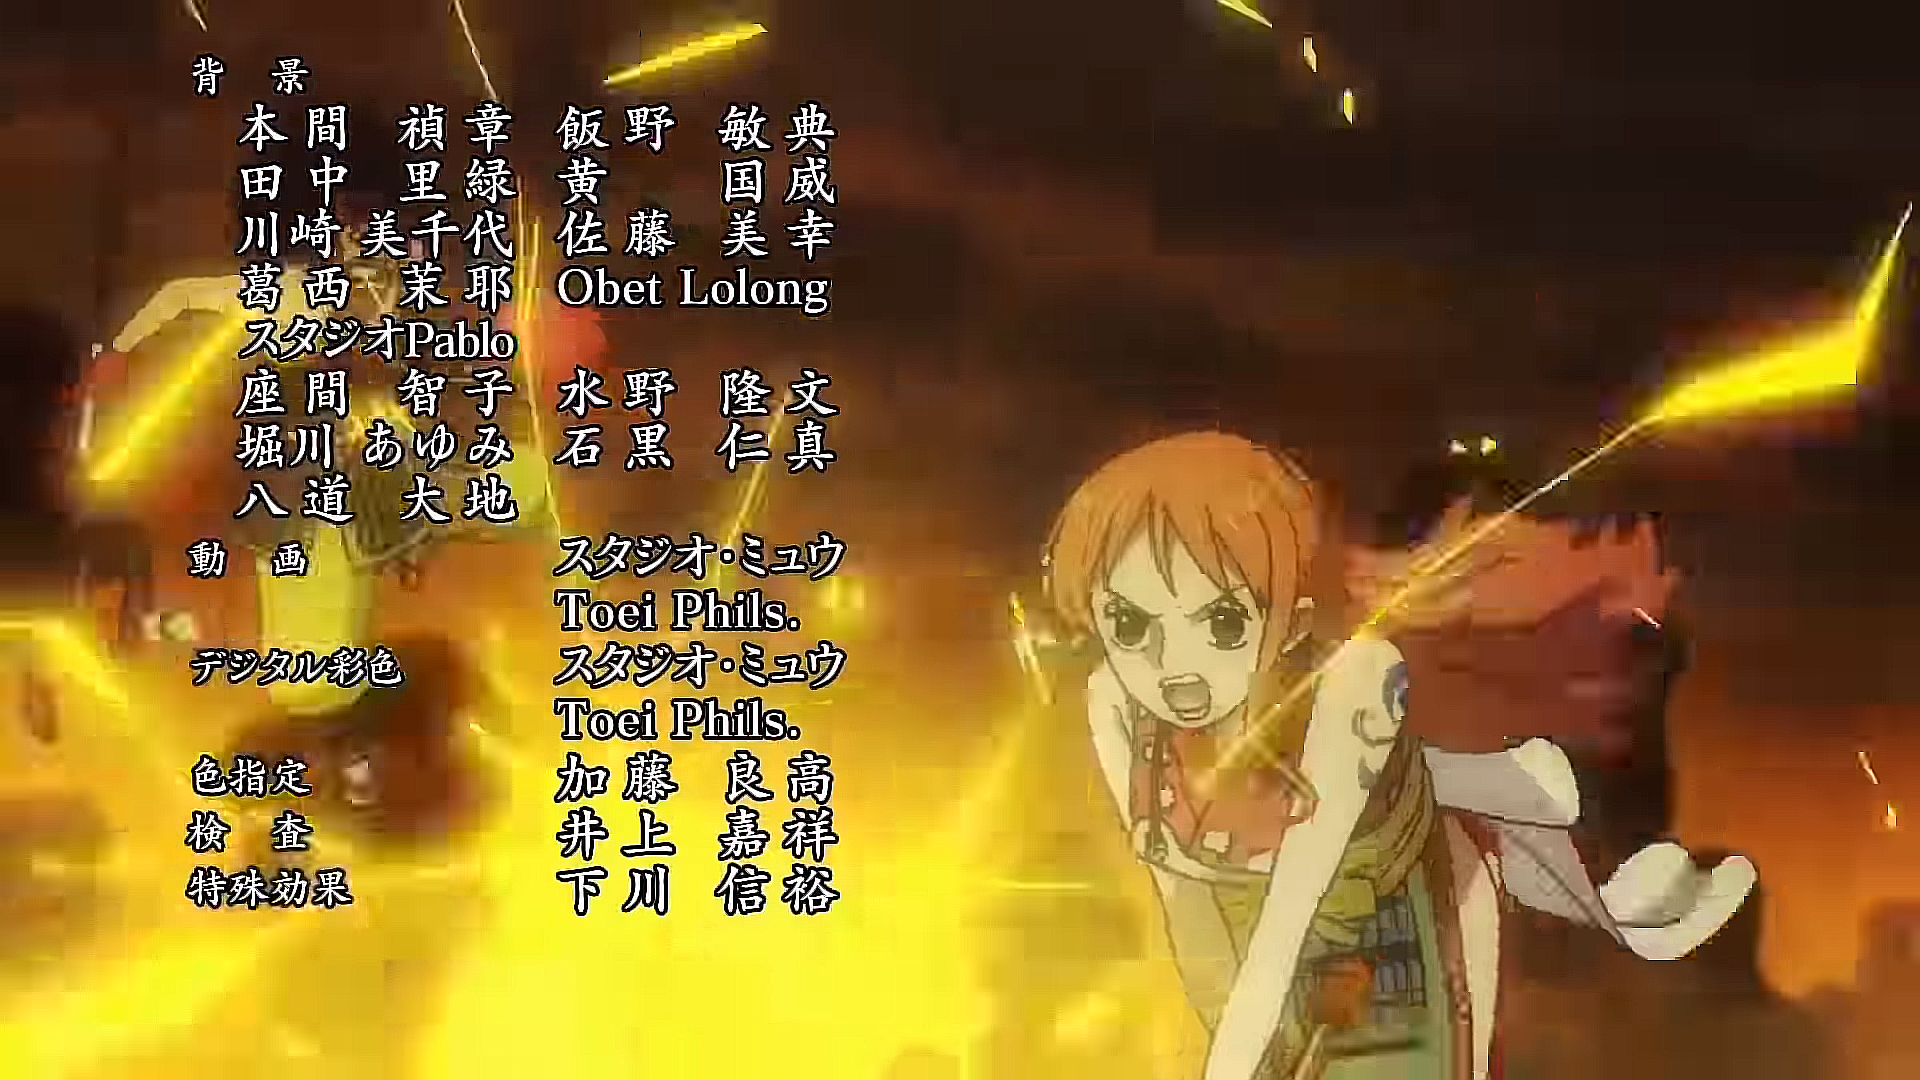 背景
本間 禎章 飯野 敏典
田中 里緑 黄 国威
川崎 美千代 佐藤 美幸
葛西 茉耶 Obet Lolong
スタジオPablo
座間 智子 水野 隆文
堀川 あゆみ 石黒 仁真
八道 大地
動画 スタジオ・ミュウ
Toei Phils.
デジタル彩色 スタジオ・ミュウ
Toei Phils.
色指定 加藤 良高
検査 井上 嘉祥
特殊効果 下川 信裕